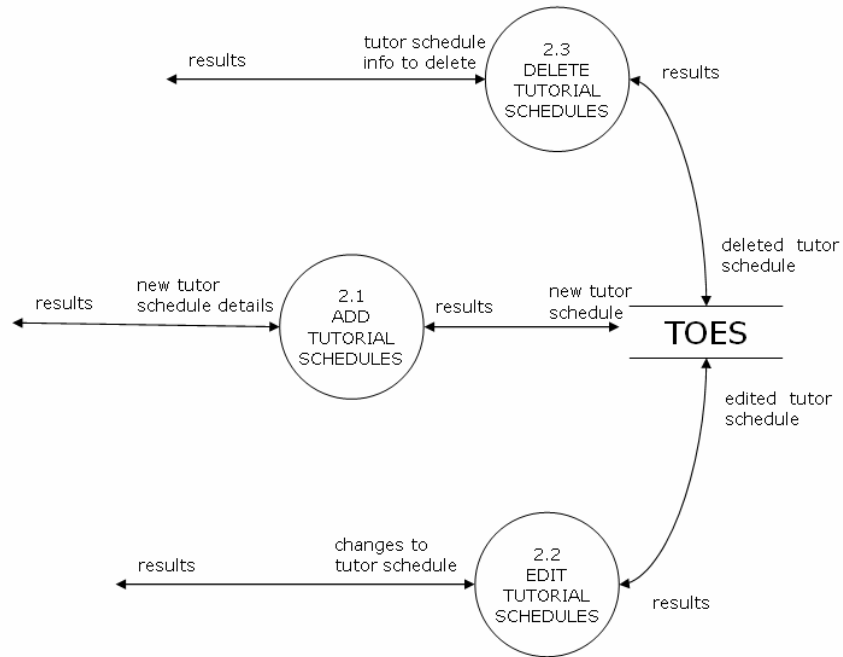 tutor schedule
info to delete
results
2.3
DELETE
TUTORIAL
SCHEDULES
results
deleted tutor
schedule
new tutor
schedule details
results
2.1
ADD
TUTORIAL
SCHEDULES
results
new tutor
schedule
TOES
edited tutor
schedule
changes to
tutor schedule
results
2.2
EDIT
TUTORIAL
SCHEDULES
results